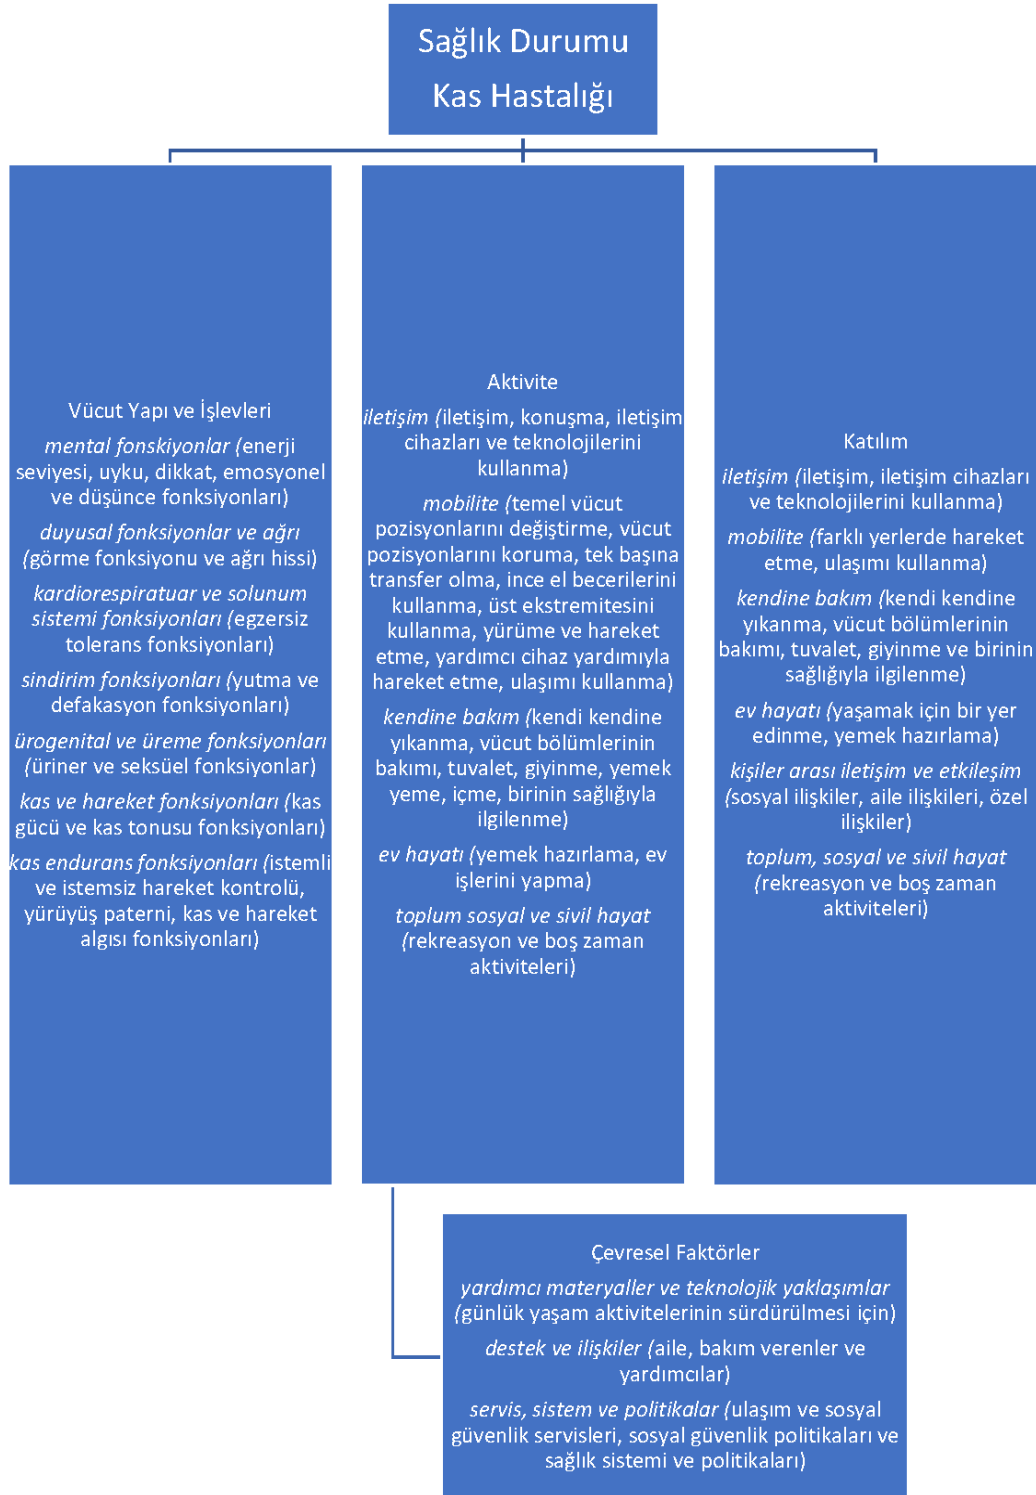 Sağlık Durumu
Kas Hastalığı
Vücut Yapı ve İşlevleri
mental fonskiyonlar (enerji
seviyesi, uyku, dikkat, emosyonel
ve düşünce fonksiyonları)
duyusal fonksiyonlar ve ağrı
(görme fonksiyonu ve ağrı hissi)
kardiorespiratuar ve solunum
sistemi fonksiyonları (egzersiz
tolerans fonksiyonları)
sindirim fonksiyonları (yutma ve
defakasyon fonksiyonları)
ürogenital ve üreme fonksiyonları
(üriner ve seksüel fonksiyonlar)
kas ve hareket fonksiyonları (kas
gücü ve kas tonusu fonksiyonları)
kas endurans fonksiyonları (istemli
ve istemsiz hareket kontrolü,
yürüyüş paterni, kas ve hareket
algısı fonksiyonları)
Aktivite
iletişim (iletişim, konuşma, iletişim
cihazları ve teknolojilerini
kullanma)
mobilite (temel vücut
pozisyonlarını değiştirme, vücut
pozisyonlarını koruma, tek başına
transfer olma, ince el becerilerini
kullanma, üst ekstremitesini
kullanma, yürüme ve hareket
etme, yardımcı cihaz yardımıyla
hareket etme, ulaşımı kullanma)
kendine bakım (kendi kendine
yıkanma, vücut bölümlerinin
bakımı, tuvalet, giyinme, yemek
yeme, içme, birinin sağlığıyla
ilgilenme)
ev hayatı (yemek hazırlama, ev
işlerini yapma)
toplum sosyal ve sivil hayat
(rekreasyon ve boş zaman
aktiviteleri)
Katılım
iletişim (iletişim, iletişim cihazları
ve teknolojilerini kullanma)
mobilite (farklı yerlerde hareket
etme, ulaşımı kullanma)
kendine bakım (kendi kendine
yıkanma, vücut bölümlerinin
bakımı, tuvalet, giyinme ve birinin
sağlığıyla ilgilenme)
ev hayatı (yaşamak için bir yer
edinme, yemek hazırlama)
kişiler arası iletişim ve etkileşim
(sosyal ilişkiler, aile ilişkileri, özel
ilişkiler)
toplum, sosyal ve sivil hayat
(rekreasyon ve boş zaman
aktiviteleri)
Çevresel Faktörler
yardımcı materyaller ve teknolojik yaklaşımlar
(günlük yaşam aktivitelerinin sürdürülmesi için)
destek ve ilişkiler (aile, bakım verenler ve
yardımcılar)
servis, sistem ve politikalar (ulaşım ve sosyal
güvenlik servisleri, sosyal güvenlik politikaları ve
sağlık sistemi ve politikaları)